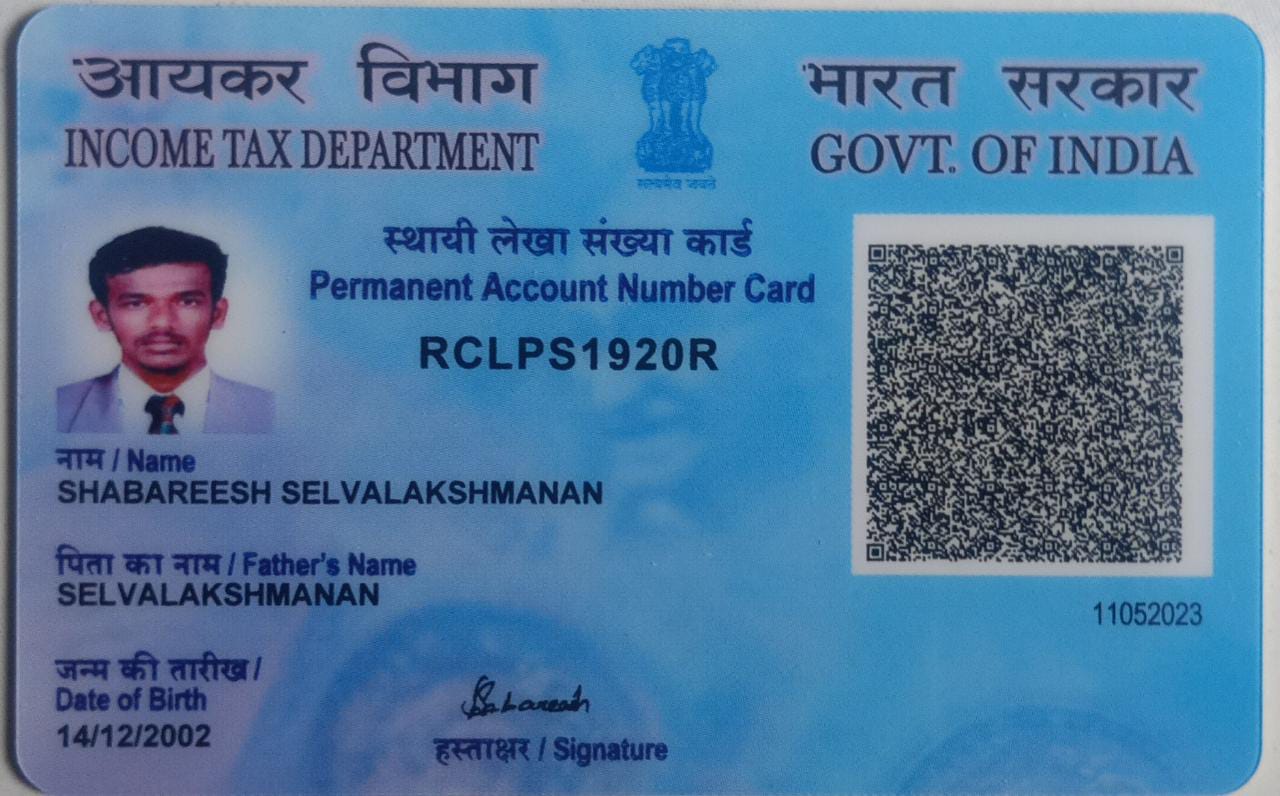 आयकर विभाग
INCOME TAX DEPARTMENT
सत्यमेव जयते
भारत सरकार
GOVT. OF INDIA
स्थायी लेखा संख्या कार्ड
Permanent Account Number Card
RCLPS1920R
नाम / Name
SHABAREESH SELVALAKSHMANAN
पिता का नाम / Father's Name
SELVALAKSHMANAN
11052023
जन्म की तारीख /
Date of Birth
14/12/2002
Shabareesh
हस्ताक्षर / Signature